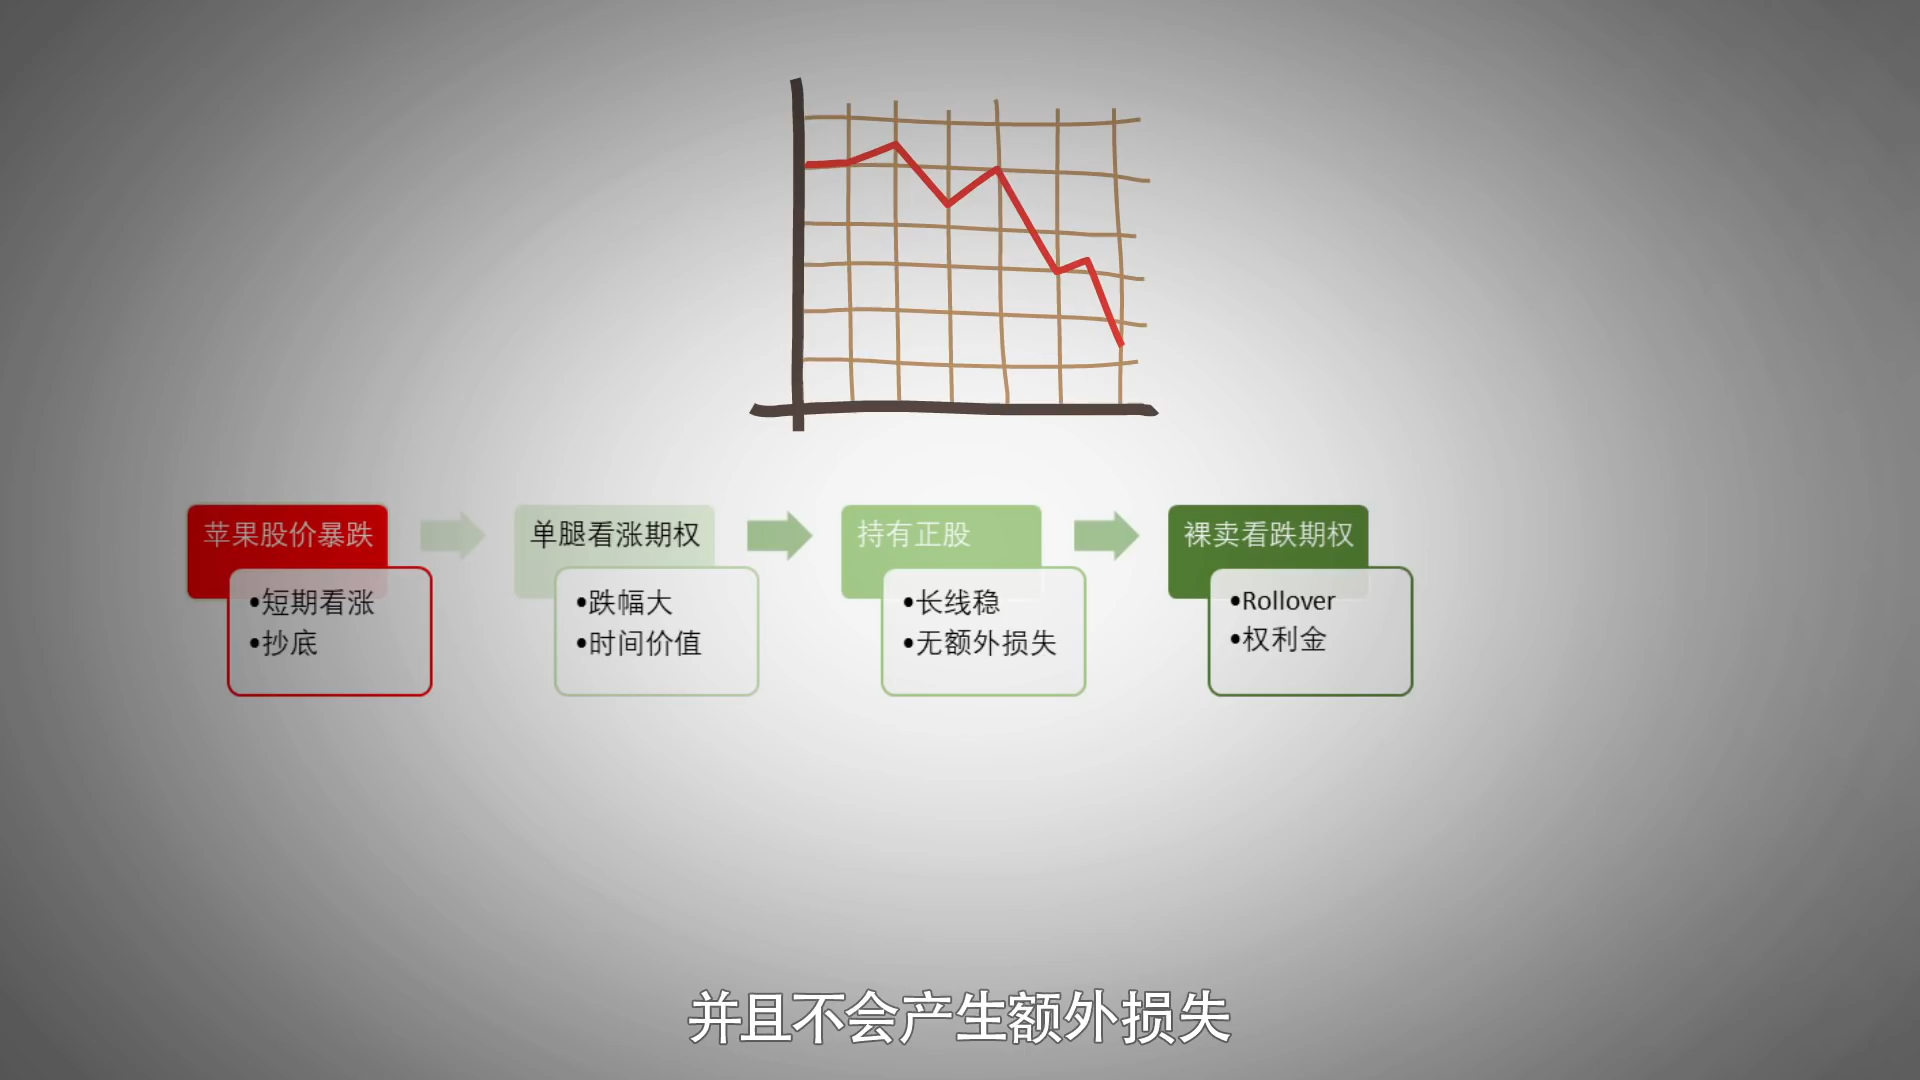 苹果股价暴跌
•短期看涨
•抄底
单腿看涨期权
•跌幅大
•时间价值
持有正股
•长线稳
•无额外损失
裸卖看跌期权
•Rollover
•权利金
并且不会产生额外损失